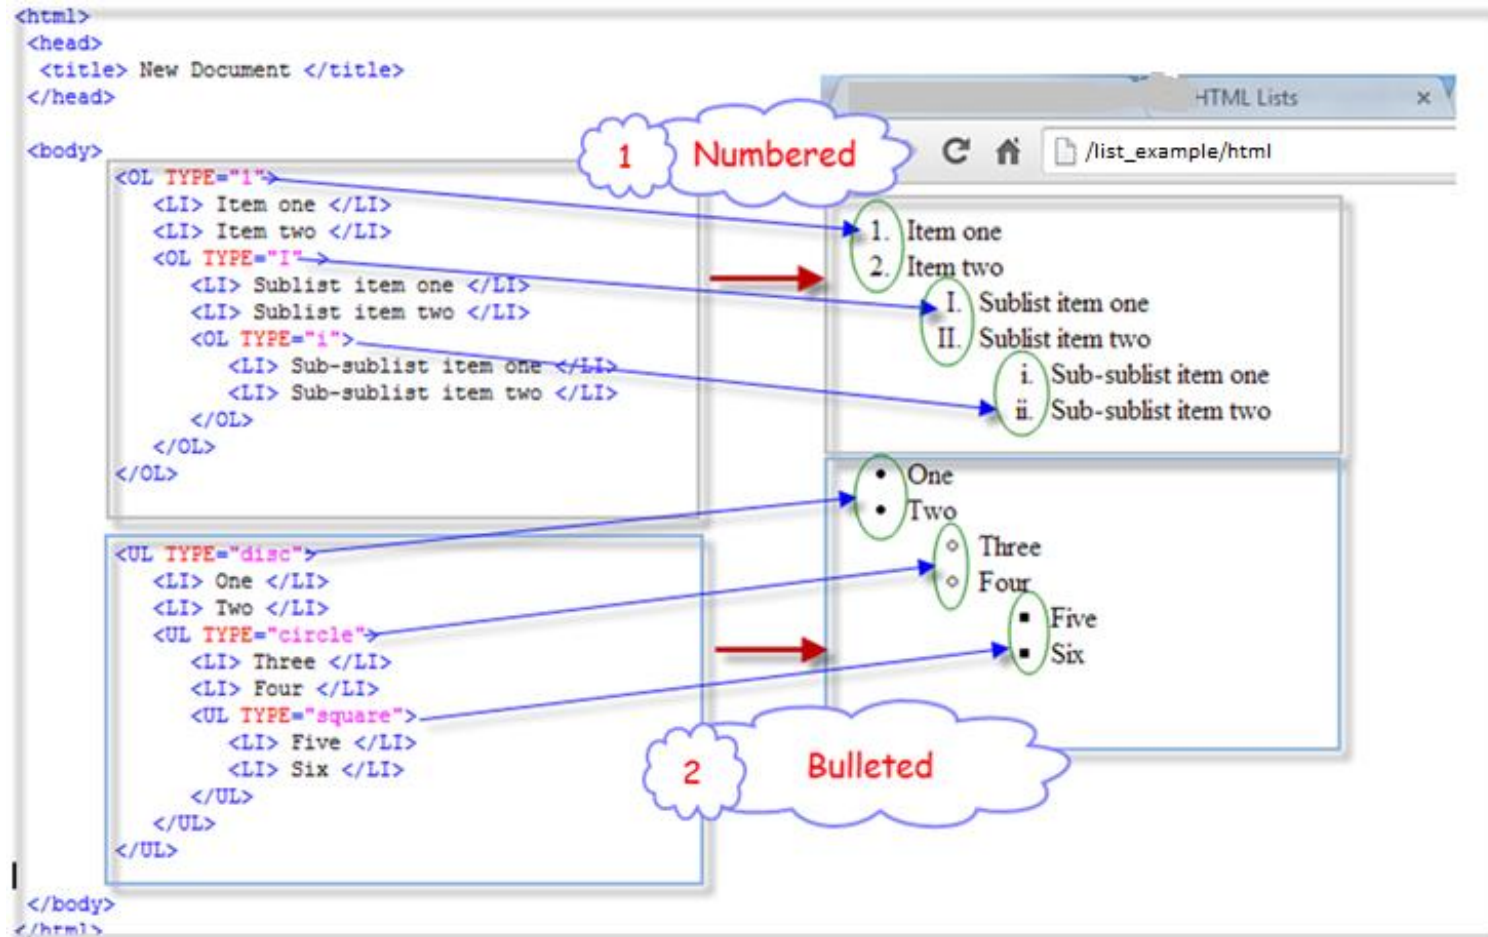 <html>
<head>
<title> New Document </title>
</head>
<body>
<OL TYPE="1">
<LI> Item one </LI>
<LI> Item two </LI>
<OL TYPE="I" >
<LI> Sublist item one </LI>
<LI> Sublist item two </LI>
<OL TYPE="i">
<LI> Sub-sublist item one </LI>
<LI> Sub-sublist item two </LI>
</OL>
</OL>
</OL>
<UL TYPE="disc">
<LI> One </LI>
<LI> Two </LI>
<UL TYPE="circle">
<LI> Three </LI>
<LI> Four </LI>
<UL TYPE="square">
<LI> Five </LI>
<LI> Six </LI>
</UL>
</UL>
</UL>
</body>
</html>
1 Numbered
HTML Lists
/list_example/html
1. Item one
2. Item two
I. Sublist item one
II. Sublist item two
i. Sub-sublist item one
ii. Sub-sublist item two
• One
• Two
○ Three
○ Four
▪ Five
▪ Six
2 Bulleted